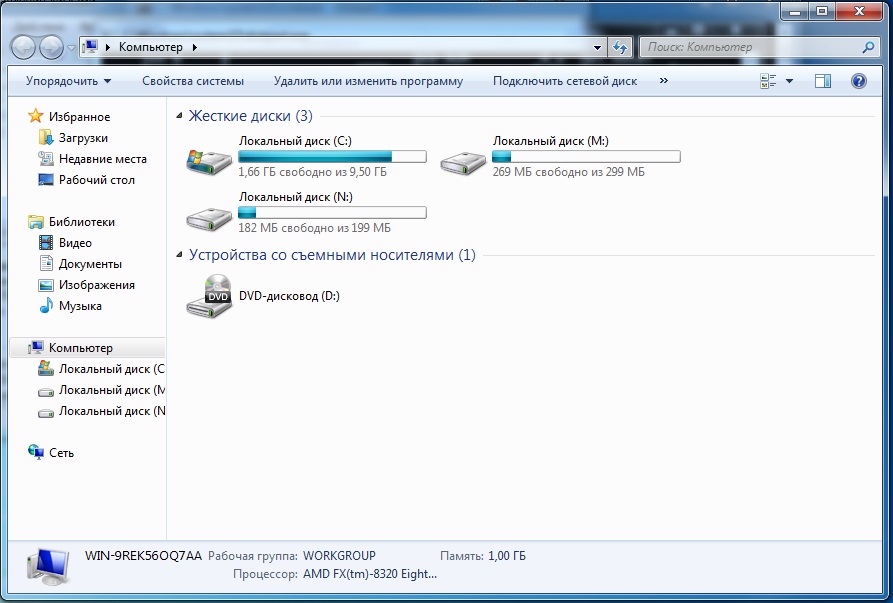 Компьютер
Поиск: Компьютер
Упорядочить Свойства системы Удалить или изменить программу Подключить сетевой диск »
Избранное
Загрузки
Недавние места
Рабочий стол
Библиотеки
Видео
Документы
Изображения
Музыка
Компьютер
Локальный диск (C
Локальный диск (M
Локальный диск (N
Сеть
Жесткие диски (3)
Локальный диск (C:)
1,66 ГБ свободно из 9,50 ГБ
Локальный диск (M:)
269 МБ свободно из 299 МБ
Локальный диск (N:)
182 МБ свободно из 199 МБ
Устройства со съемными носителями (1)
DVD
DVD-дисковод (D:)
WIN-9REK56OQ7AA Рабочая группа: WORKGROUP Память: 1,00 ГБ
Процессор: AMD FX(tm)-8320 Eight...